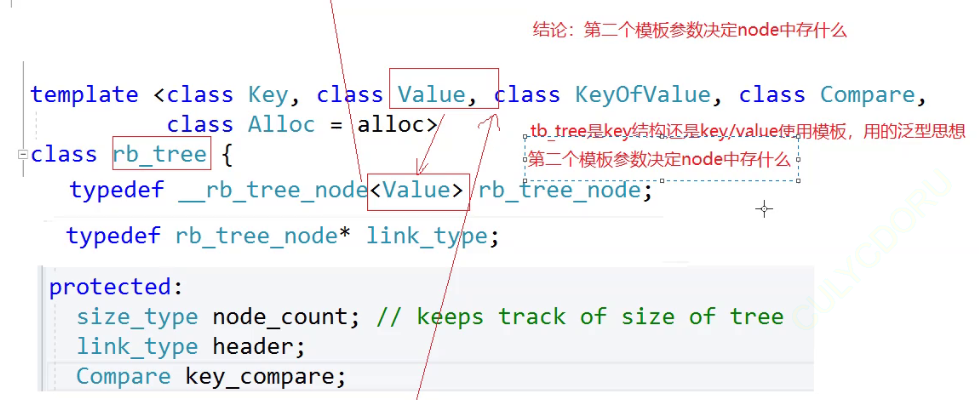 结论：第二个模板参数决定node中存什么
template <class Key, class Value, class KeyOfValue, class Compare,
class Alloc = alloc>
tb_tree是key结构还是key/value使用模板，用的泛型思想
class rb_tree {
第二个模板参数决定node中存什么
typedef __rb_tree_node<Value> rb_tree_node;
typedef rb_tree_node* link_type;
protected:
size_type node_count; // keeps track of size of tree
link_type header;
Compare key_compare;